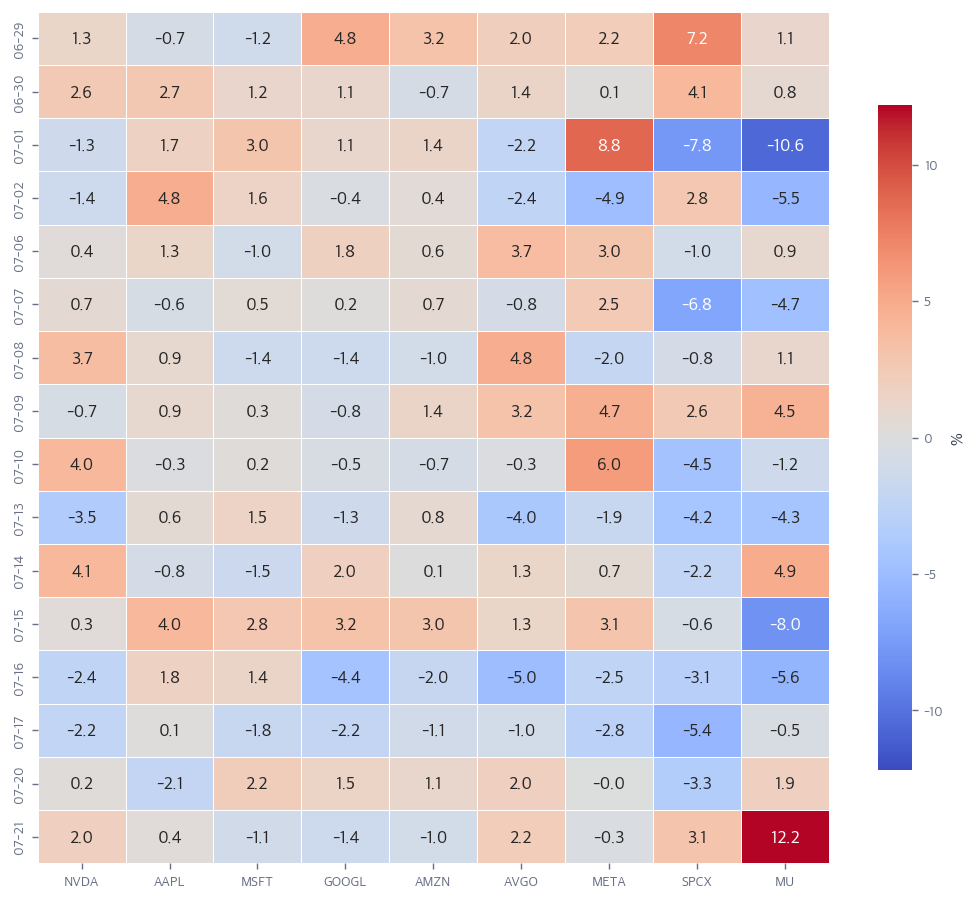 06-29 1.3 -0.7 -1.2 4.8 3.2 2.0 2.2 7.2 1.1
06-30 2.6 2.7 1.2 1.1 -0.7 1.4 0.1 4.1 0.8
07-01 -1.3 1.7 3.0 1.1 1.4 -2.2 8.8 -7.8 -10.6
07-02 -1.4 4.8 1.6 -0.4 0.4 -2.4 -4.9 2.8 -5.5
07-06 0.4 1.3 -1.0 1.8 0.6 3.7 3.0 -1.0 0.9
07-07 0.7 -0.6 0.5 0.2 0.7 -0.8 2.5 -6.8 -4.7
07-08 3.7 0.9 -1.4 -1.4 -1.0 4.8 -2.0 -0.8 1.1
07-09 -0.7 0.9 0.3 -0.8 1.4 3.2 4.7 2.6 4.5
07-10 4.0 -0.3 0.2 -0.5 -0.7 -0.3 6.0 -4.5 -1.2
07-13 -3.5 0.6 1.5 -1.3 0.8 -4.0 -1.9 -4.2 -4.3
07-14 4.1 -0.8 -1.5 2.0 0.1 1.3 0.7 -2.2 4.9
07-15 0.3 4.0 2.8 3.2 3.0 1.3 3.1 -0.6 -8.0
07-16 -2.4 1.8 1.4 -4.4 -2.0 -5.0 -2.5 -3.1 -5.6
07-17 -2.2 0.1 -1.8 -2.2 -1.1 -1.0 -2.8 -5.4 -0.5
07-20 0.2 -2.1 2.2 1.5 1.1 2.0 -0.0 -3.3 1.9
07-21 2.0 0.4 -1.1 -1.4 -1.0 2.2 -0.3 3.1 12.2
NVDA AAPL MSFT GOOGL AMZN AVGO META SPCX MU
10
5
0
-5
-10
%